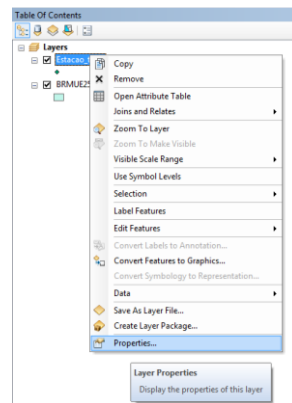 Table Of Contents
Layers
Copy
BRMUE25
Remove
Open Attribute Table
Joins and Relates
Zoom To Layer
Zoom To Make Visible
Visible Scale Range
Use Symbol Levels
Selection
Label Features
Edit Features
Convert Labels to Annotation...
Convert Features to Graphics...
Convert Symbology to Representation...
Data
Save As Layer File...
Create Layer Package...
Properties...
Layer Properties
Display the properties of this layer